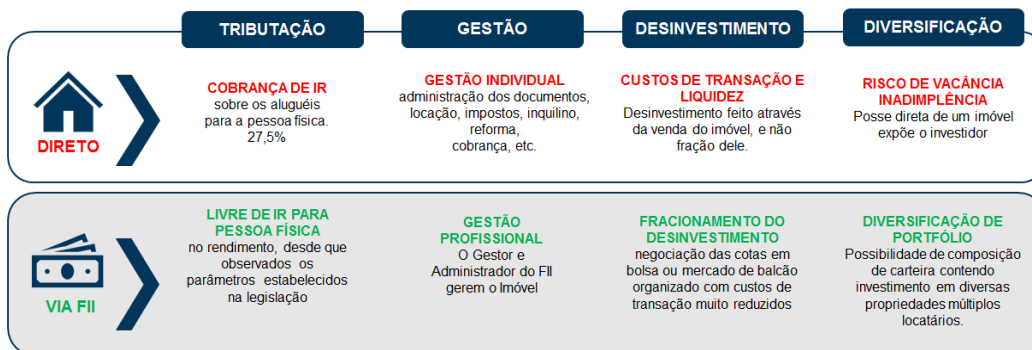 TRIBUTAÇÃO
GESTÃO
DESINVESTIMENTO
DIVERSIFICAÇÃO
DIRETO
COBRANÇA DE IR
sobre os aluguéis
para a pessoa física.
27,5%
GESTÃO INDIVIDUAL
administração dos documentos,
locação, impostos, inquilino,
reforma,
cobrança, etc.
CUSTOS DE TRANSAÇÃO E
LIQUIDEZ
Desinvestimento feito através
da venda do imóvel, e não
fração dele.
RISCO DE VACÂNCIA
INADIMPLÊNCIA
Posse direta de um imóvel
expõe o investidor
VIA FII
LIVRE DE IR PARA
PESSOA FÍSICA
no rendimento, desde que
observados os
parâmetros estabelecidos
na legislação
GESTÃO
PROFISSIONAL
O Gestor e
Administrador do FII
gerem o Imóvel
FRACIONAMENTO DO
DESINVESTIMENTO
negociação das cotas em
bolsa ou mercado de balcão
organizado com custos de
transação muito reduzidos
DIVERSIFICAÇÃO DE
PORTFÓLIO
Possibilidade de composição
de carteira contendo
investimento em diversas
propriedades múltiplos
locatários.